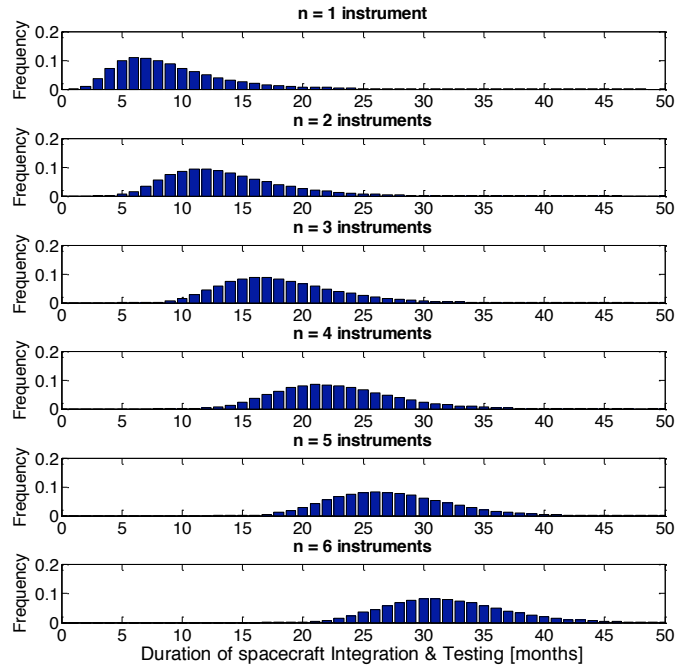 n = 1 instrument
Frequency
0.2
0.1
0
0 5 10 15 20 25 30 35 40 45 50
n = 2 instruments
Frequency
0.2
0.1
0
0 5 10 15 20 25 30 35 40 45 50
n = 3 instruments
Frequency
0.2
0.1
0
0 5 10 15 20 25 30 35 40 45 50
n = 4 instruments
Frequency
0.2
0.1
0
0 5 10 15 20 25 30 35 40 45 50
n = 5 instruments
Frequency
0.2
0.1
0
0 5 10 15 20 25 30 35 40 45 50
n = 6 instruments
Frequency
0.2
0.1
0
0 5 10 15 20 25 30 35 40 45 50
Duration of spacecraft Integration & Testing [months]